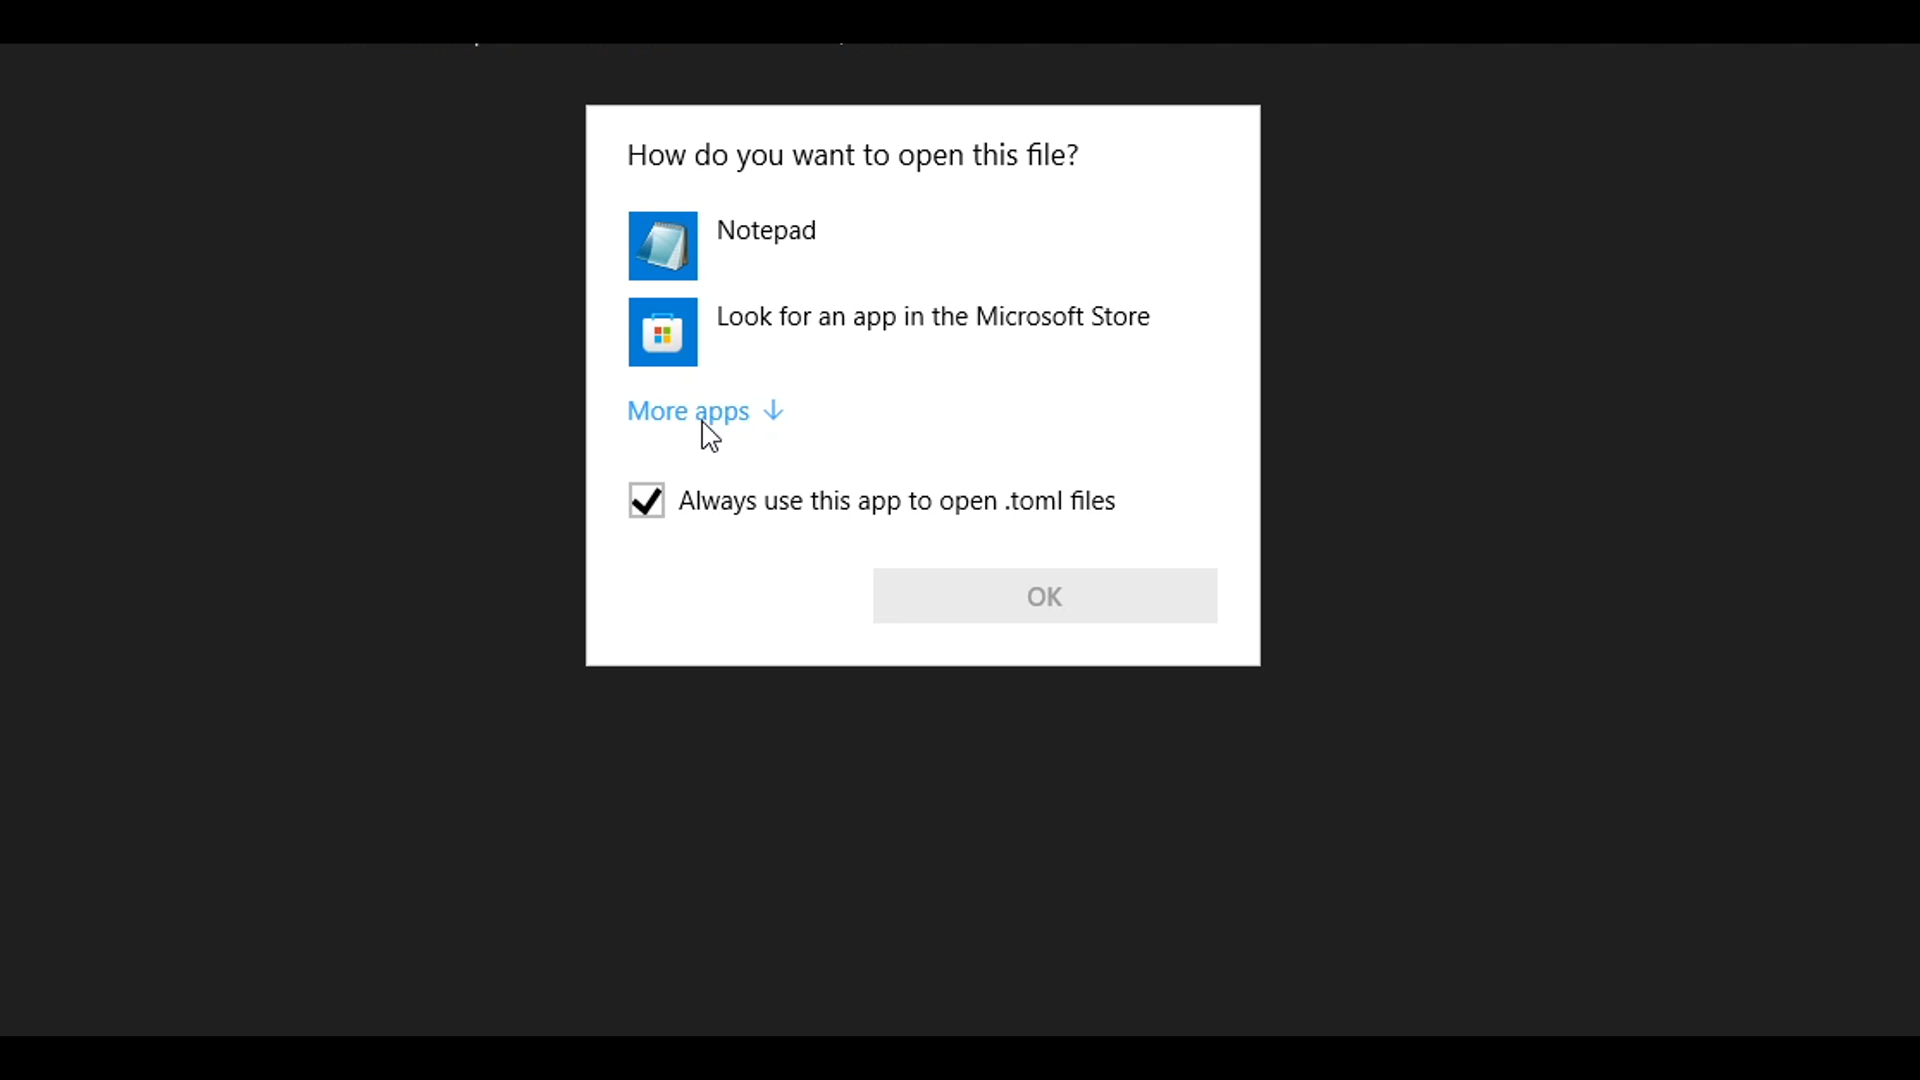 How do you want to open this file?
Notepad
Look for an app in the Microsoft Store
More apps ↓
Always use this app to open .toml files
OK